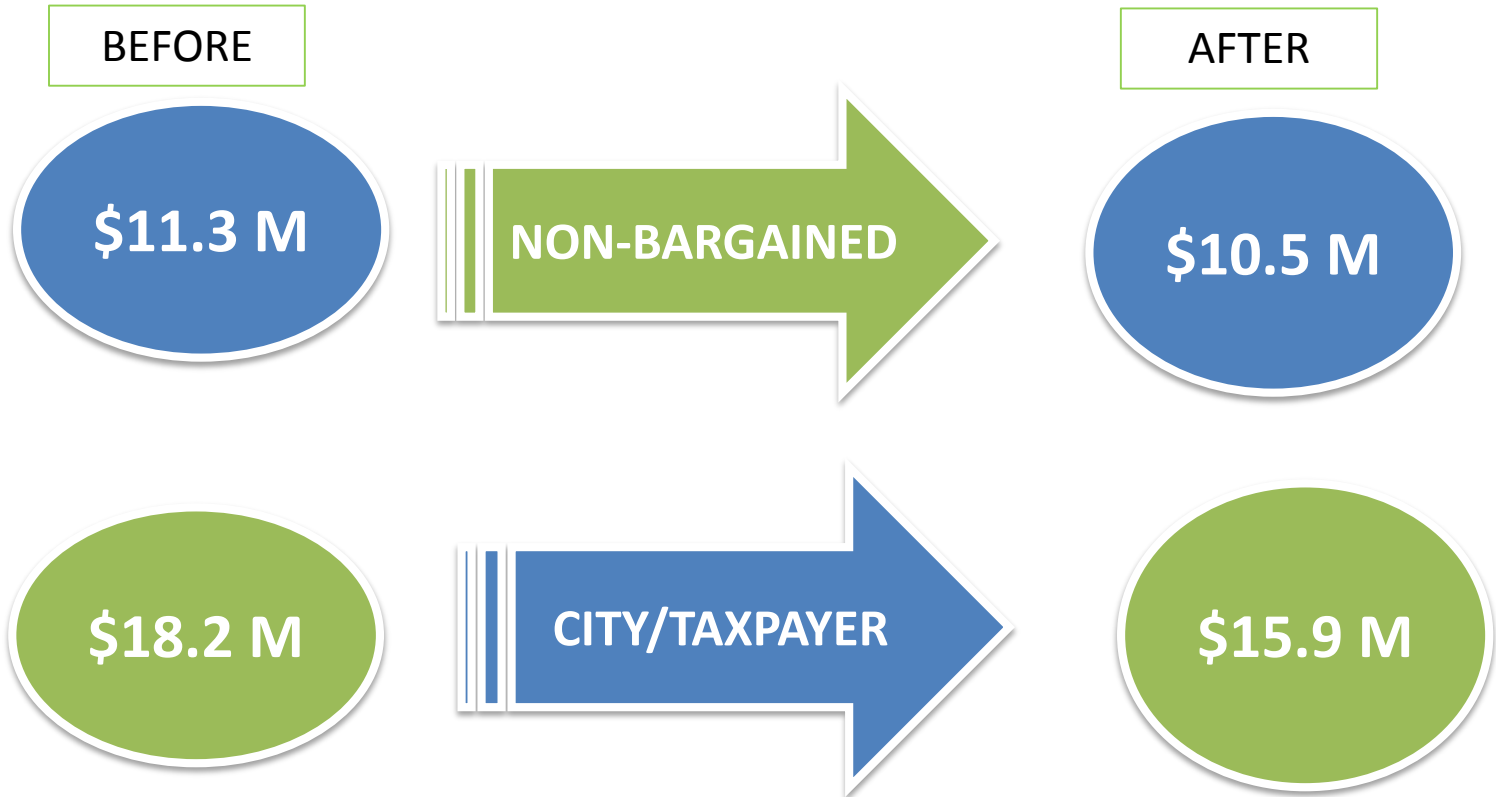 BEFORE
AFTER
$11.3 M
NON-BARGAINED
$10.5 M
$18.2 M
CITY/TAXPAYER
$15.9 M